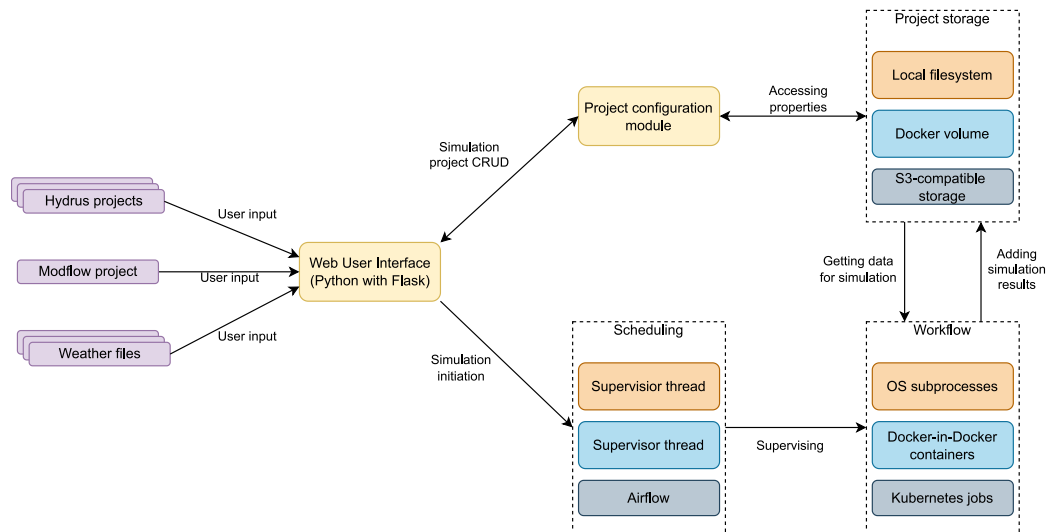 Project storage
Local filesystem
Docker volume
S3-compatible
storage
Accessing
properties
Project configuration
module
Simulation
project CRUD
Hydrus projects
User input
Modflow project
User input
Weather files
User input
Web User Interface
(Python with Flask)
Getting data
for simulation
Adding
simulation
results
Simulation
initiation
Scheduling
Supervisior thread
Supervisor thread
Airflow
Supervising
Workflow
OS subprocesses
Docker-in-Docker
containers
Kubernetes jobs